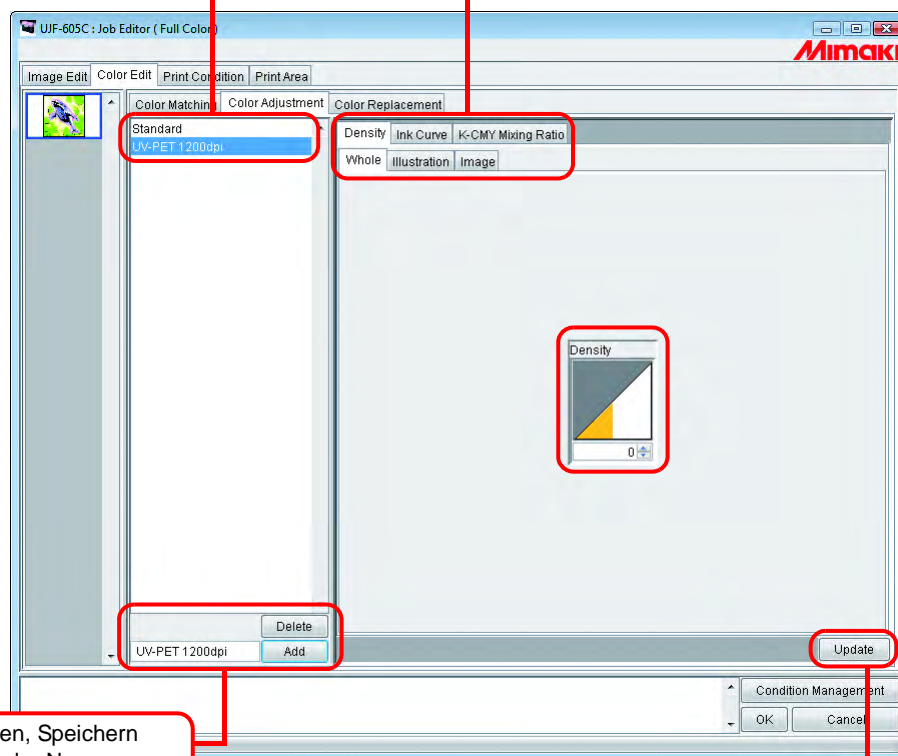 UJF-605C : Job Editor ( Full Color )
Mimaki
Image Edit Color Edit Print Condition Print Area
Color Matching Color Adjustment Color Replacement
Standard
UV-PET 1200dpi
Density Ink Curve K-CMY Mixing Ratio
Whole Illustration Image
Density
0
Delete
UV-PET 1200dpi Add
Update
Condition Management
OK Cancel
en, Speichern